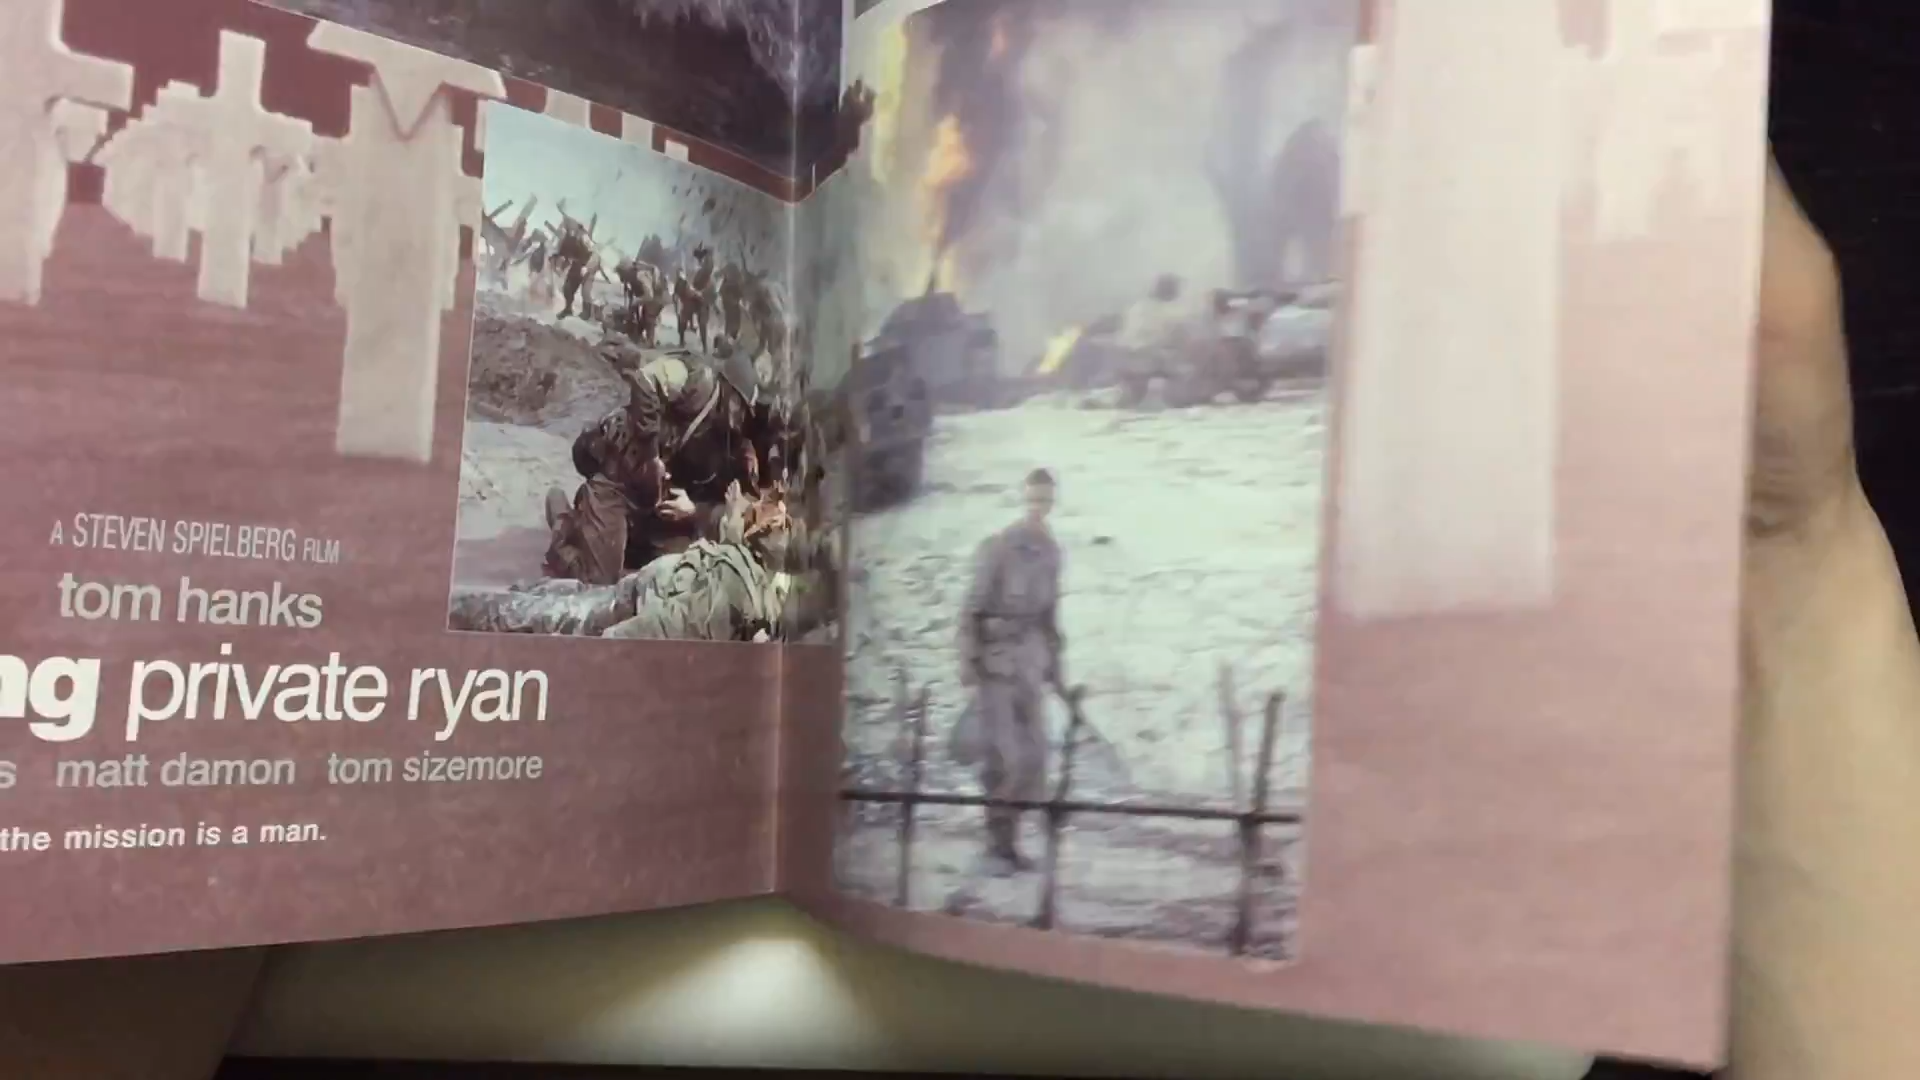 A STEVEN SPIELBERG FILM
tom hanks
ng private ryan
s matt damon tom sizemore
the mission is a man.